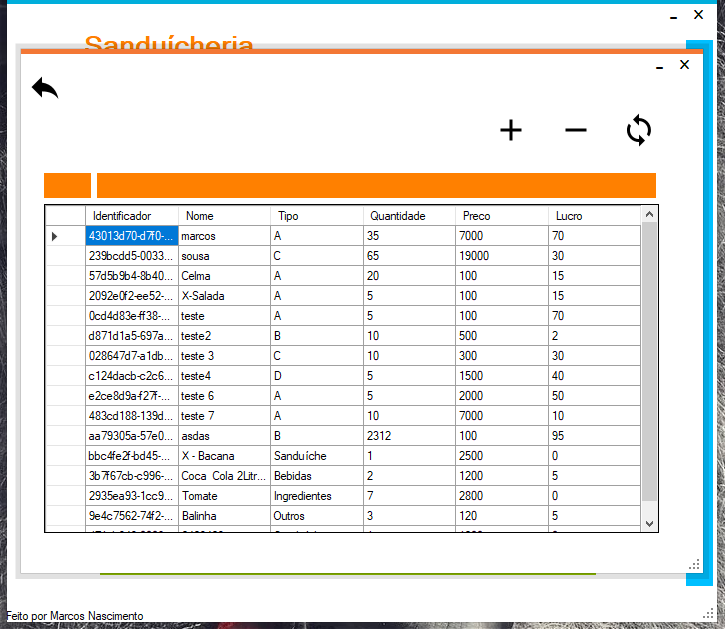 Sanduícheria
Identificador Nome Tipo Quantidade Preco Lucro
43013d70-d7f0-... marcos A 35 7000 70
239bcdd5-0033... sousa C 65 19000 30
57d5b9b4-8b40... Celma A 20 100 15
2092e0f2-ee52-... X-Salada A 5 100 15
0cd4d83e-ff38-... teste A 5 100 70
d871d1a5-697a... teste2 B 10 500 2
028647d7-a1db... teste 3 C 10 300 30
c124dacb-c2c6... teste4 D 5 1500 40
e2ce8d9a-f27f-... teste 6 A 5 2000 50
483cd188-139d... teste 7 A 10 7000 10
aa79305a-57e0... asdas B 2312 100 95
bbc4fe2f-bd45-... X - Bacana Sanduíche 1 2500 0
3b7f67cb-c996-... Coca Cola 2Litr... Bebidas 2 1200 5
2935ea93-1cc9... Tomate Ingredientes 7 2800 0
9e4c7562-74f2-... Balinha Outros 3 120 5
Feito por Marcos Nascimento